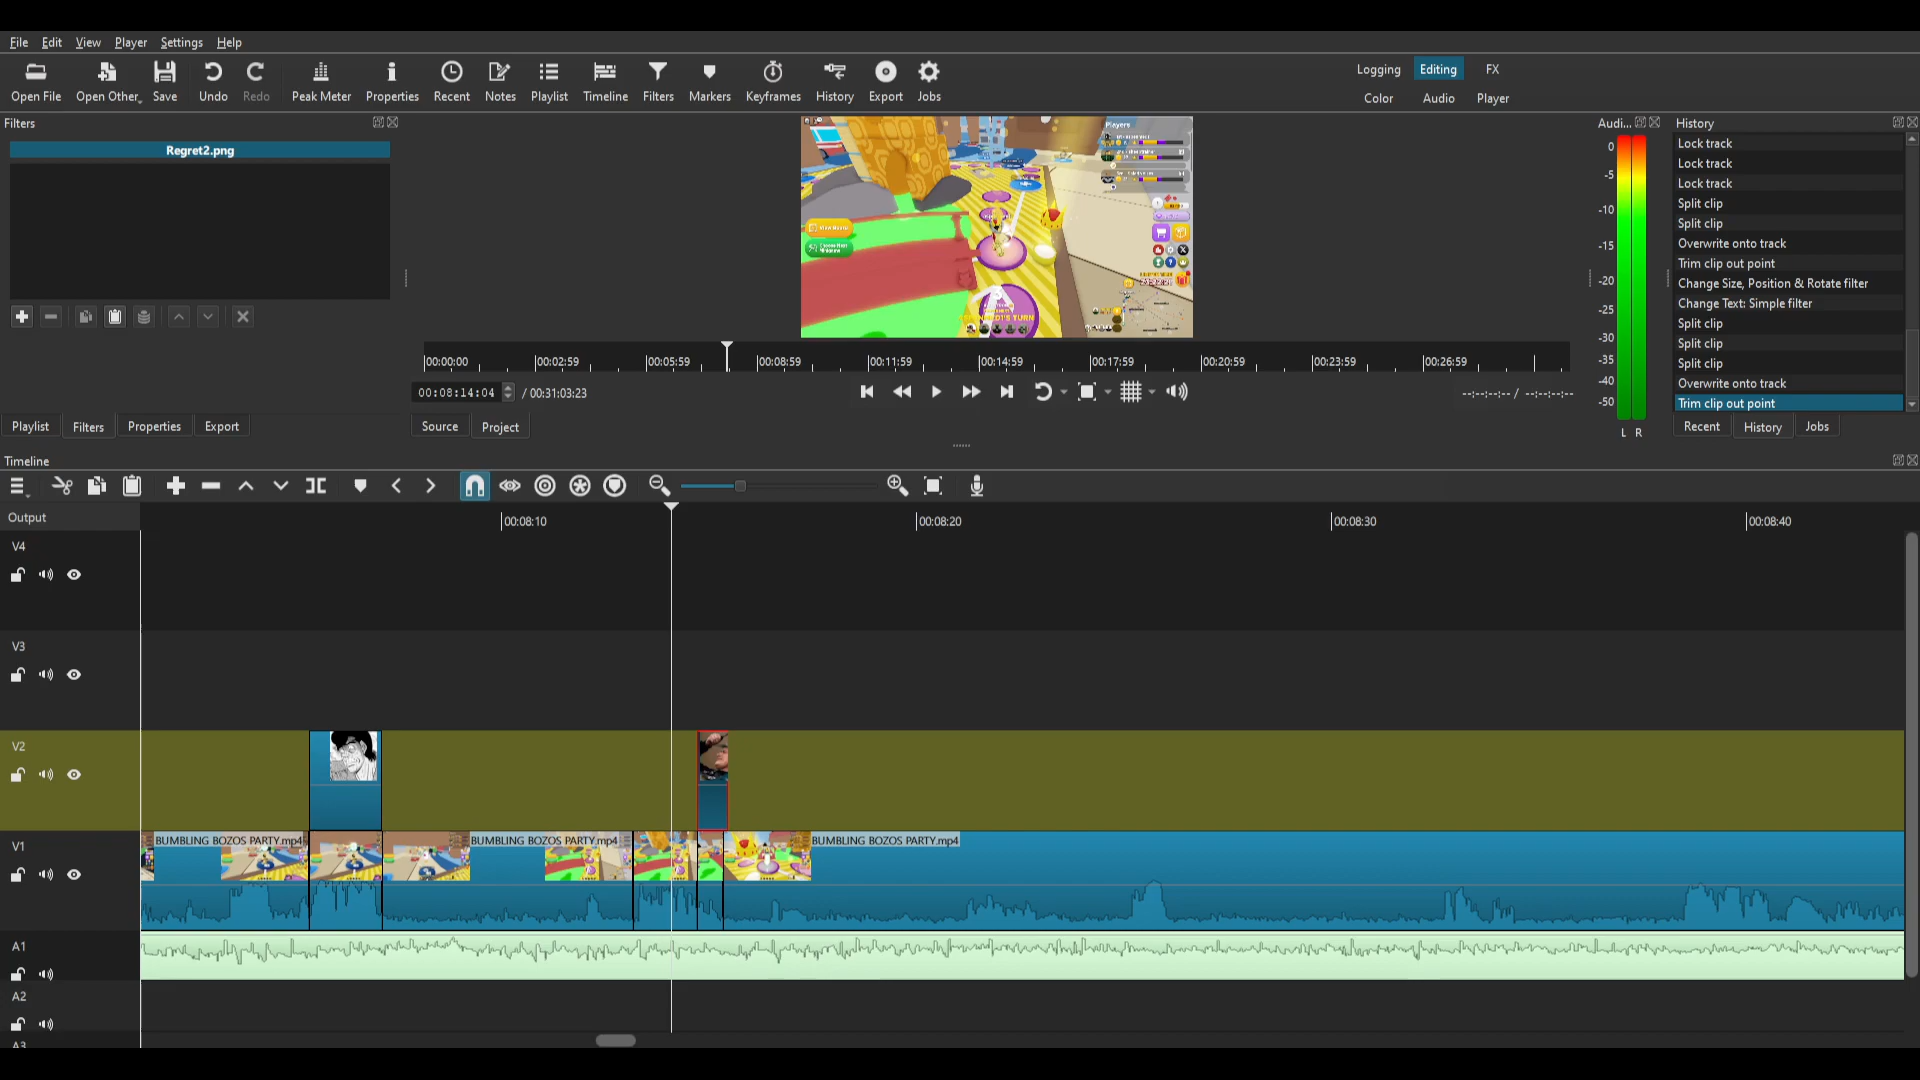 File Edit View Player Settings Help
Open File Open Other Save Undo Redo Peak Meter Properties Recent Notes Playlist Timeline Filters Markers Keyframes History Export Jobs
Logging Editing FX
Color Audio Player
Filters
Regret2.png
Players
Audi...
0
-5
-10
-15
-20
-25
-30
-35
-40
-50
L R
History
Lock track
Lock track
Lock track
Split clip
Split clip
Overwrite onto track
Trim clip out point
Change Size, Position & Rotate filter
Change Text: Simple filter
Split clip
Split clip
Split clip
Overwrite onto track
Trim clip out point
00:00:00 00:02:59 00:05:59 00:08:59 00:11:59 00:14:59 00:17:59 00:20:59 00:23:59 00:26:59
00:08:14:04 / 00:31:03:23
--:--:--:-- / --:--:--:--
Playlist Filters Properties Export
Source Project
Recent History Jobs
Timeline
Output
00:08:10 00:08:20 00:08:30 00:08:40
V4
V3
V2
V1
BUMBLING BOZOS PARTY.mp4 BUMBLING BOZOS PARTY.mp4 BUMBLING BOZOS PARTY.mp4
A1
A2
A3